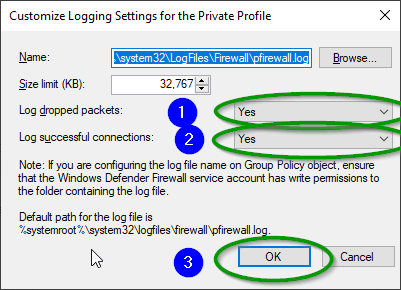 Customize Logging Settings for the Private Profile
Name: %\system32\LogFiles\Firewall\pfirewall.log Browse...
Size limit (KB): 32,767
Log dropped packets: 1 Yes
Log successful connections: 2 Yes
Note: If you are configuring the log file name on Group Policy object, ensure
that the Windows Defender Firewall service account has write permissions to
the folder containing the log file.
Default path for the log file is
%systemroot%\system32\logfiles\firewall\pfirewall.log.
3 OK Cancel